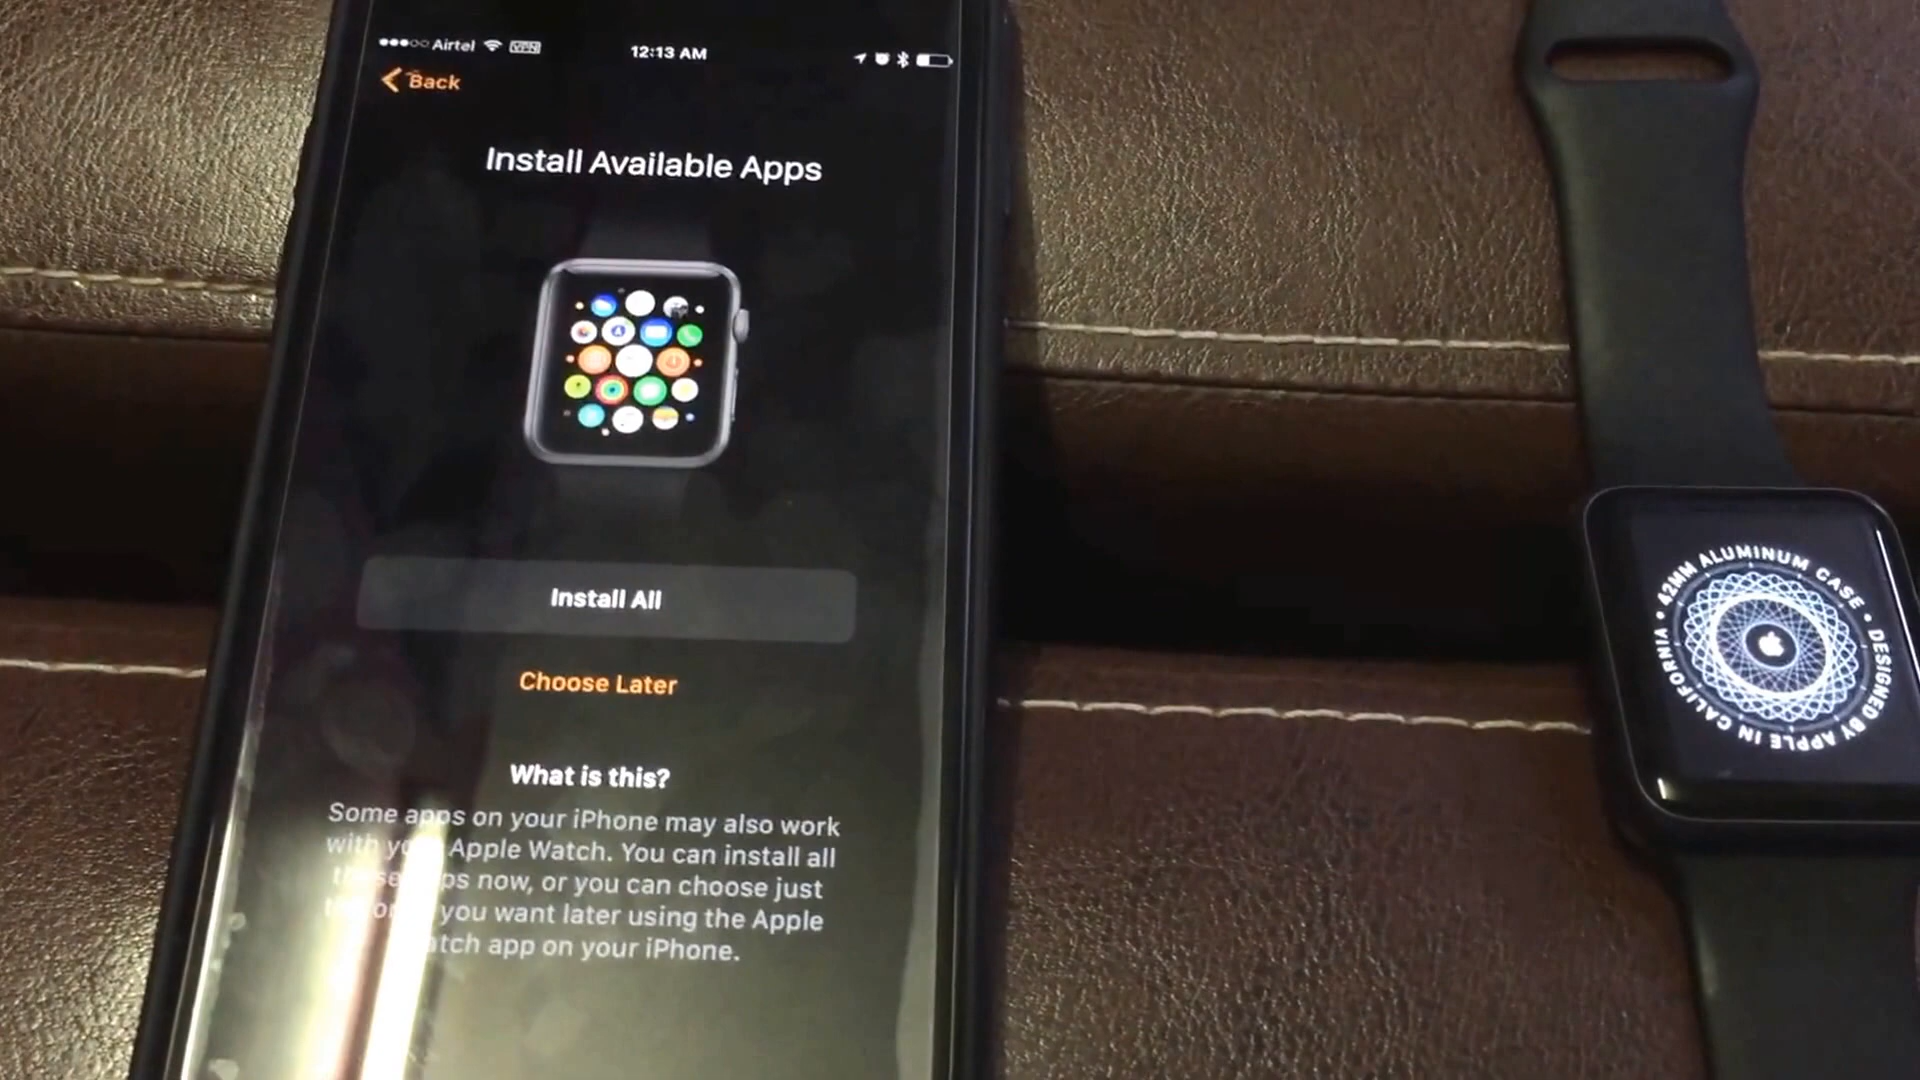 Airtel VPN 12:13 AM
Back
Install Available Apps
Install All
Choose Later
What is this?
Some apps on your iPhone may also work
with Apple Watch. You can install all
now, or you can choose just
you want later using the Apple
app on your iPhone.
42MM ALUMINUM CASE • DESIGNED BY APPLE IN CALIFORNIA •